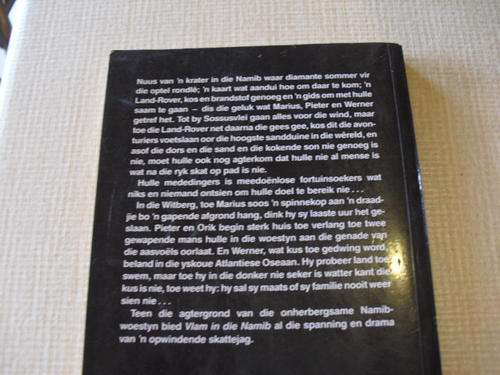 Nuus van 'n krater in die Namib waar diamante sommer vir
die optel rondlê; 'n kaart wat aandui hoe om daar te kom; 'n
Land-Rover, kos en brandstof genoeg en 'n gids om met hulle
saam te gaan – dis die geluk wat Marius, Pieter en Werner
getref het. Tot by Sossusvlei gaan alles voor die wind, maar
toe die Land-Rover net daarna die gees gee, kos dit die avon-
turiers voetslaan oor die hoogste sandduine in die wêreld, en
asof die dors en die sand en die kokende son nie genoeg is
nie, moet hulle ook nog agterkom dat hulle nie al mense is
wat na die ryk skat op pad is nie.
Hulle mededingers is meedoënlose fortuinsoekers wat
niks en niemand ontsien om hulle doel te bereik nie . . .
In die Witberg, toe Marius soos 'n spinnekop aan 'n draad-
jie bo 'n gapende afgrond hang, dink hy sy laaste uur het ge-
slaan. Pieter en Orik begin sterk huis toe verlang toe twee
gewapende mans hulle in die woestyn aan die genade van
die aasvoëls oorlaat. En Werner, wat kus toe gedwing word,
beland in die yskoue Atlantiese Oseaan. Hy probeer land toe
swem, maar toe hy in die donker nie seker is watter kant die
kus is nie, toe weet hy: hy sal sy maats of sy familie nooit weer
sien nie . . .
Teen die agtergrond van die onherbergsame Namib-
woestyn bied Vlam in die Namib al die spanning en drama
van 'n opwindende skattejag.